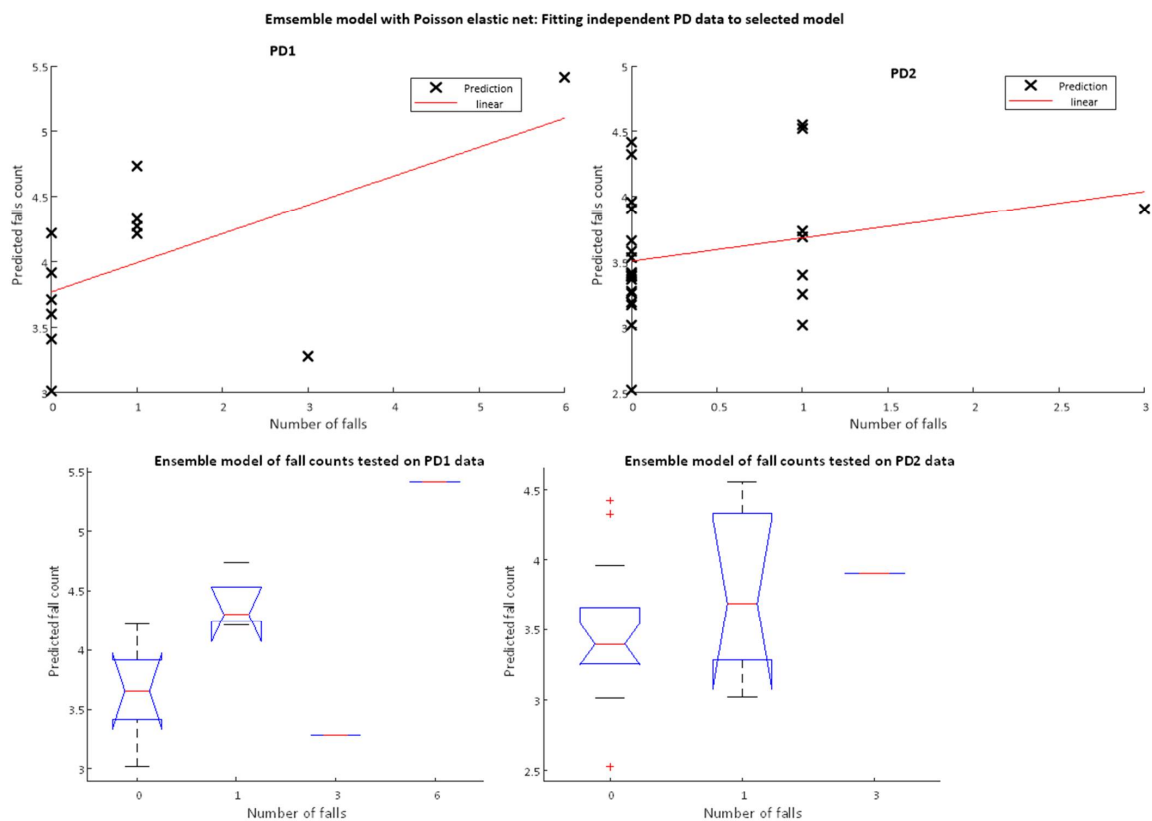 Emsemble model with Poisson elastic net: Fitting independent PD data to selected model
PD1
5.5
5
4.5
4
3.5
3
Predicted falls count
Prediction
linear
0 1 2 3 4 5 6
Number of falls
PD2
5
4.5
4
3.5
3
2.5
Predicted falls count
Prediction
linear
0 0.5 1 1.5 2 2.5 3
Number of falls
Ensemble model of fall counts tested on PD1 data
5.5
5
4.5
4
3.5
3
Predicted fall count
0 1 3 6
Number of falls
Ensemble model of fall counts tested on PD2 data
4.5
4
3.5
3
2.5
Predicted fall count
0 1 3
Number of falls